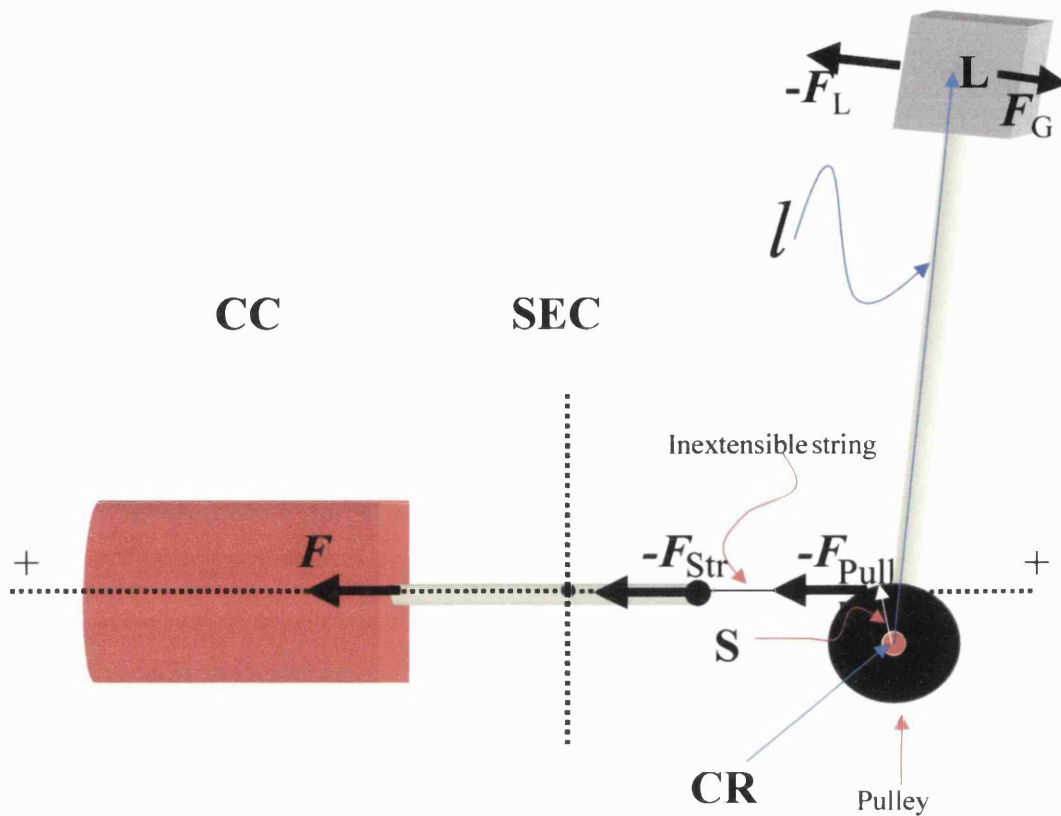 L
-F_L
F_G
l
CC
SEC
Inextensible string
+
F
-F_Str
-F_Pull
+
S
CR
Pulley